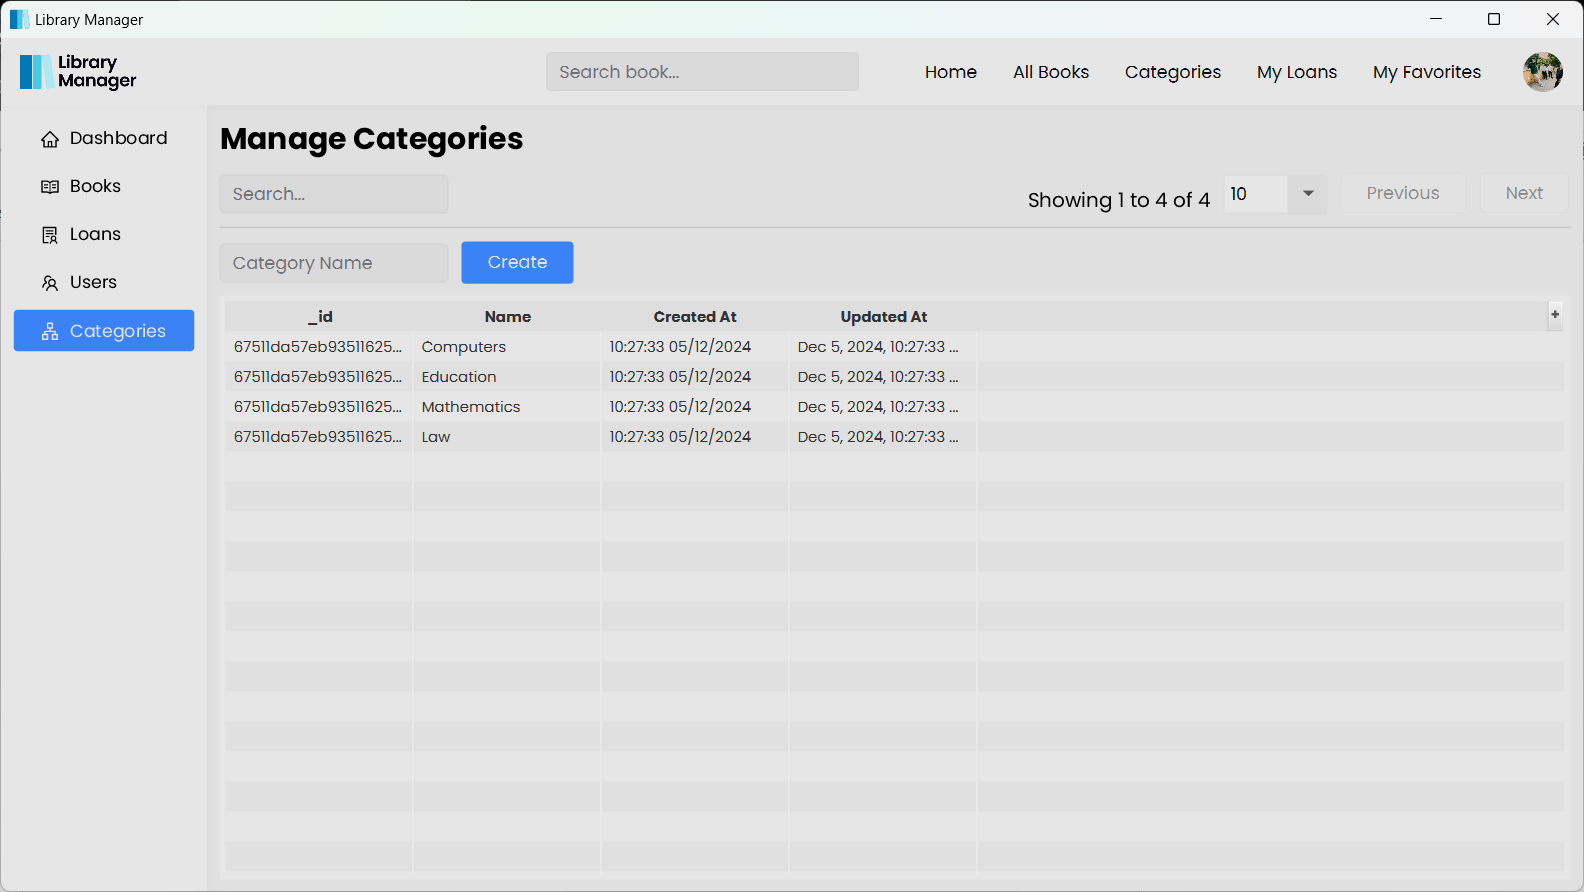 Library Manager
Library
Manager
Search book...
Home
All Books
Categories
My Loans
My Favorites
Dashboard
Books
Loans
Users
Categories
Manage Categories
Search...
Showing 1 to 4 of 4
10
Previous
Next
Category Name
Create
_id Name Created At Updated At +
67511da57eb93511625... Computers 10:27:33 05/12/2024 Dec 5, 2024, 10:27:33 ...
67511da57eb93511625... Education 10:27:33 05/12/2024 Dec 5, 2024, 10:27:33 ...
67511da57eb93511625... Mathematics 10:27:33 05/12/2024 Dec 5, 2024, 10:27:33 ...
67511da57eb93511625... Law 10:27:33 05/12/2024 Dec 5, 2024, 10:27:33 ...